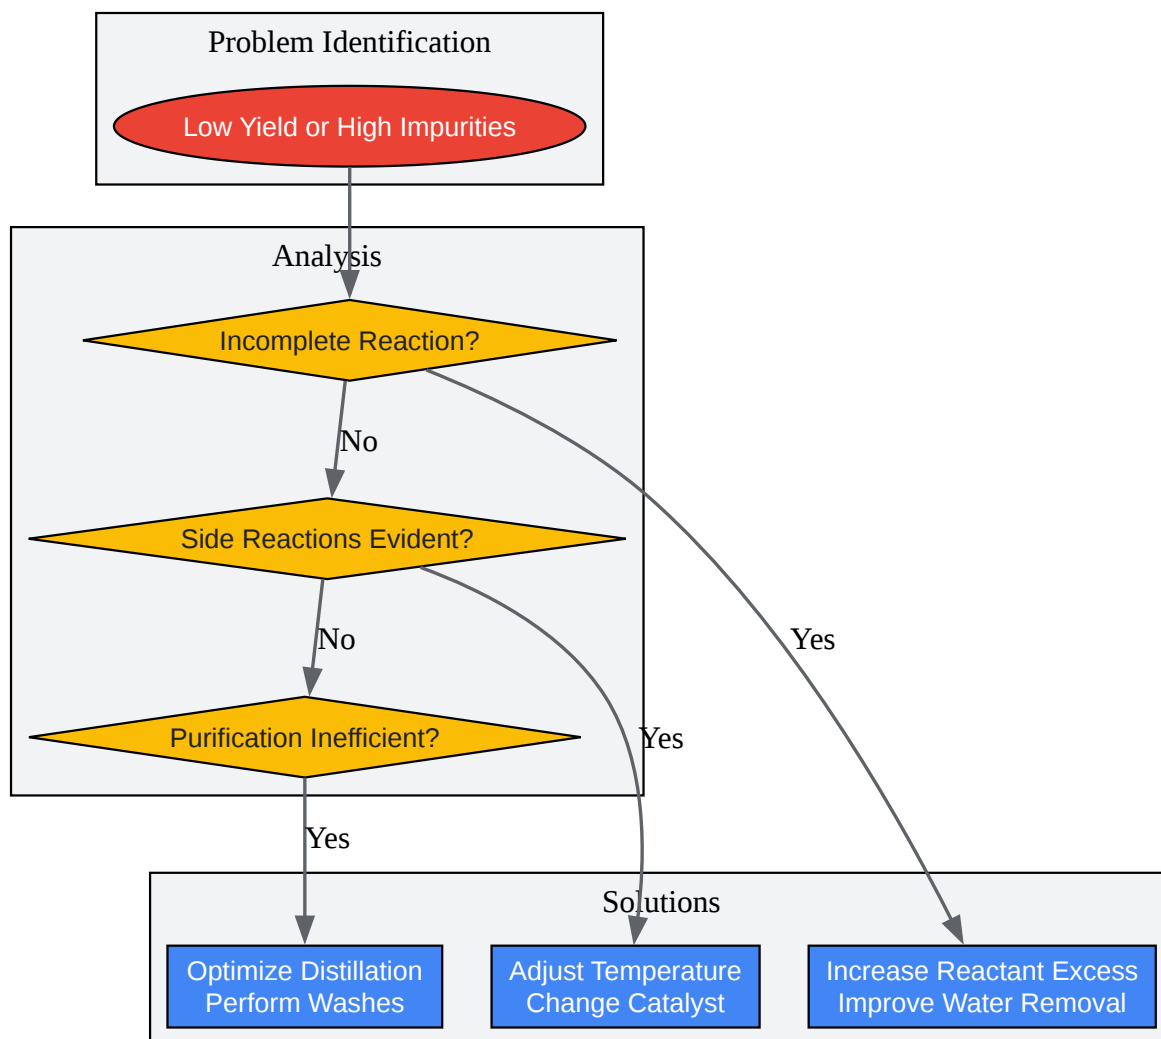 Problem Identification
Low Yield or High Impurities
Analysis
Incomplete Reaction?
No
Side Reactions Evident?
No
Yes
Purification Inefficient?
Yes
Yes
Solutions
Optimize Distillation
Perform Washes
Adjust Temperature
Change Catalyst
Increase Reactant Excess
Improve Water Removal